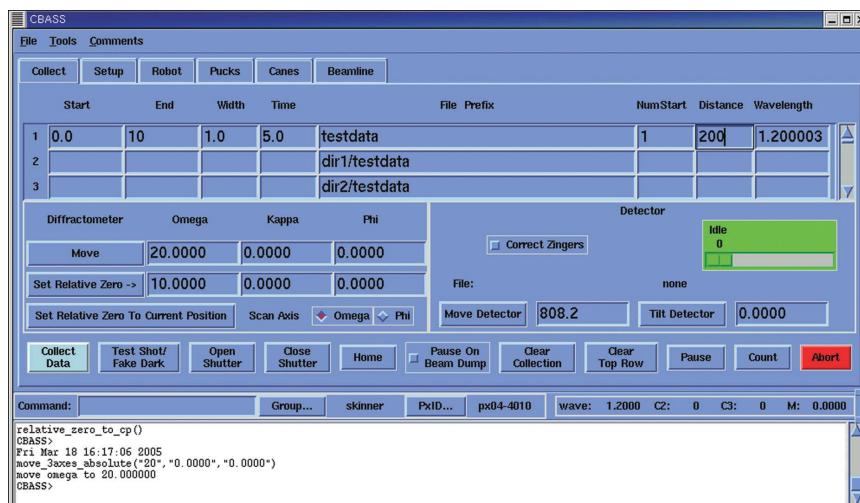 CBASS
File Tools Comments
Collect Setup Robot Pucks Canes Beamline
Start End Width Time File Prefix NumStart Distance Wavelength
1 0.0 10 1.0 5.0 testdata 1 200 1.200003
2 dir1/testdata
3 dir2/testdata
Diffractometer Omega Kappa Phi
Move 20.0000 0.0000 0.0000
Set Relative Zero -> 10.0000 0.0000 0.0000
Set Relative Zero To Current Position Scan Axis Omega Phi
Detector
Correct Zingers
Idle
0
File: none
Move Detector 808.2 Tilt Detector 0.0000
Collect Data Test Shot/ Fake Dark Open Shutter Close Shutter Home Pause On Beam Dump Clear Collection Clear Top Row Pause Count Abort
Command: Group... skinner PxID... px04-4010 wave: 1.2000 C2: 0 C3: 0 M: 0.0000
relative_zero_to_cp()
CBASS>
Fri Mar 18 16:17:06 2005
move_3axes_absolute("20","0.0000","0.0000")
move omega to 20.000000
CBASS>